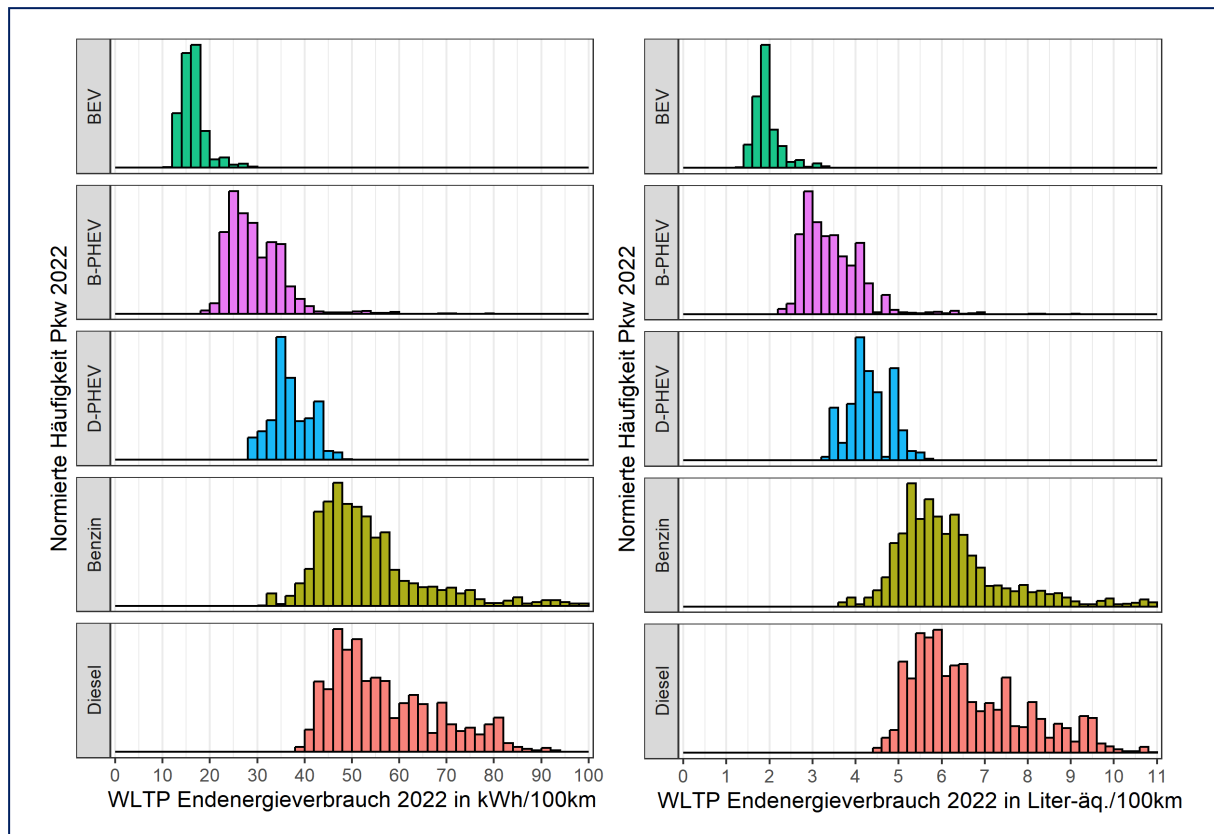 Normierte Häufigkeit Pkw 2022
BEV
B-PHEV
D-PHEV
Benzin
Diesel
0 10 20 30 40 50 60 70 80 90 100
WLTP Endenergieverbrauch 2022 in kWh/100km
Normierte Häufigkeit Pkw 2022
BEV
B-PHEV
D-PHEV
Benzin
Diesel
0 1 2 3 4 5 6 7 8 9 10 11
WLTP Endenergieverbrauch 2022 in Liter-äq./100km